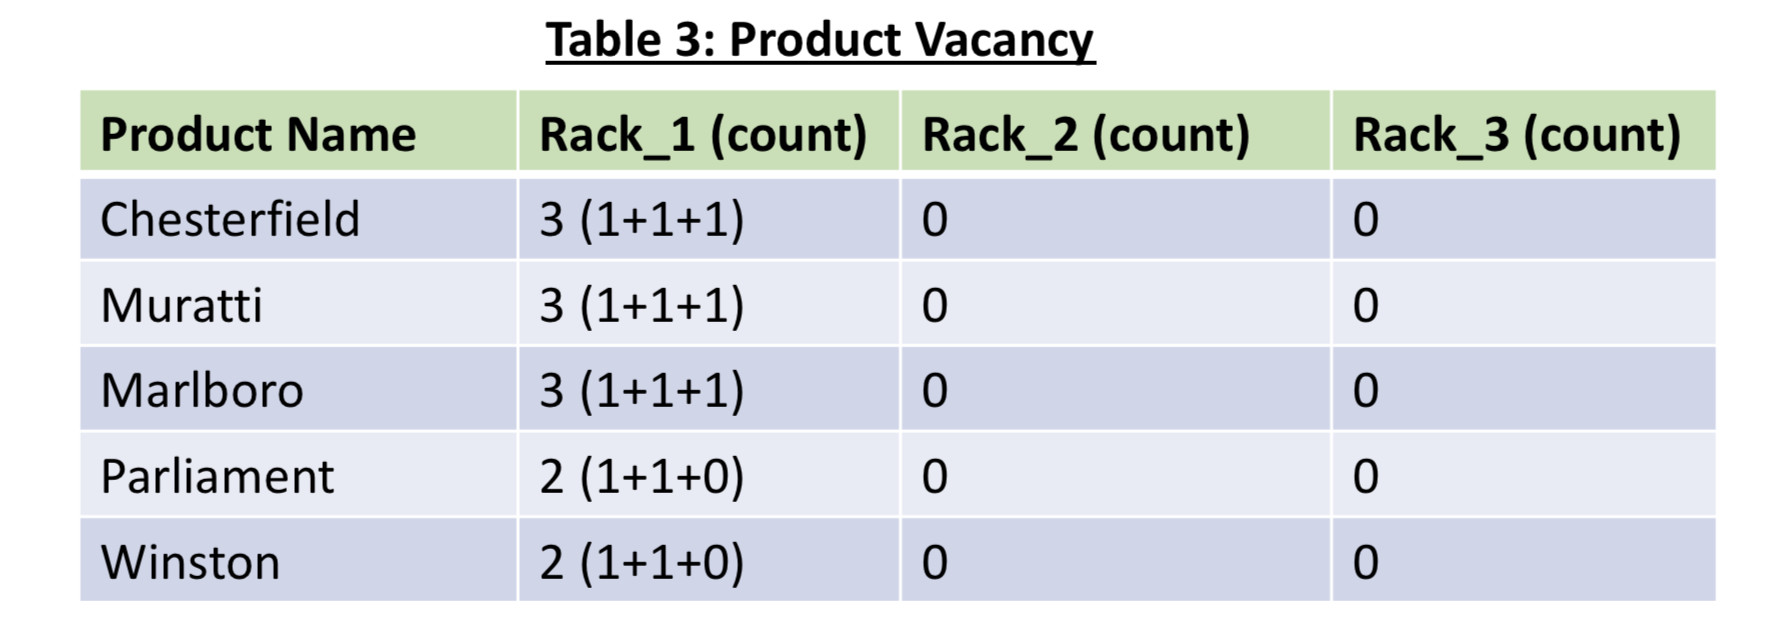 Table 3: Product Vacancy
Product Name Rack_1 (count) Rack_2 (count) Rack_3 (count)
Chesterfield 3 (1+1+1) 0 0
Muratti 3 (1+1+1) 0 0
Marlboro 3 (1+1+1) 0 0
Parliament 2 (1+1+0) 0 0
Winston 2 (1+1+0) 0 0